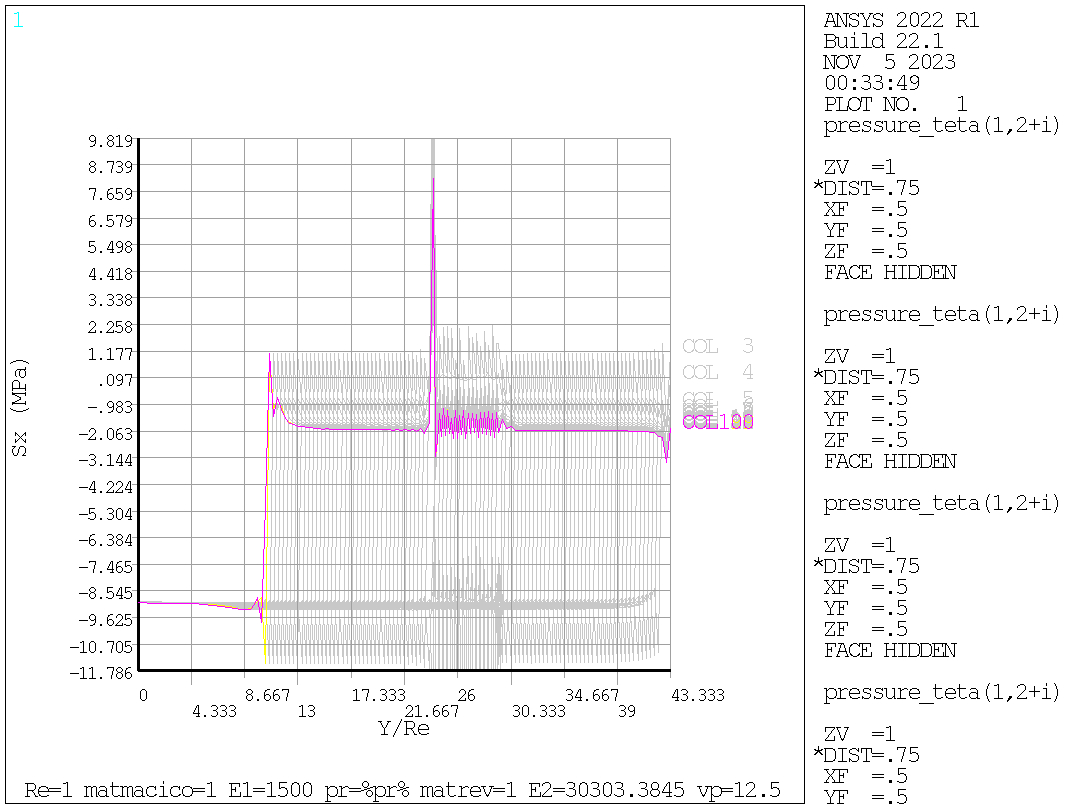 1
ANSYS 2022 R1
Build 22.1
NOV 5 2023
00:33:49
PLOT NO. 1
pressure_teta(1,2+i)
ZV =1
*DIST=.75
XF =.5
YF =.5
ZF =.5
FACE HIDDEN
pressure_teta(1,2+i)
ZV =1
*DIST=.75
XF =.5
YF =.5
ZF =.5
FACE HIDDEN
pressure_teta(1,2+i)
ZV =1
*DIST=.75
XF =.5
YF =.5
ZF =.5
FACE HIDDEN
pressure_teta(1,2+i)
ZV =1
*DIST=.75
XF =.5
YF =.5
9.819
8.739
7.659
6.579
5.498
4.418
3.338
2.258
1.177
.097
-.983
-2.063
-3.144
-4.224
-5.304
-6.384
-7.465
-8.545
-9.625
-10.705
-11.786
Sx (MPa)
COL 3
COL 4
COL100
0 8.667 17.333 26 34.667 43.333
4.333 13 21.667 30.333 39
Y/Re
Re=1 matmacico=1 E1=1500 pr=%pr% matrev=1 E2=30303.3845 vp=12.5